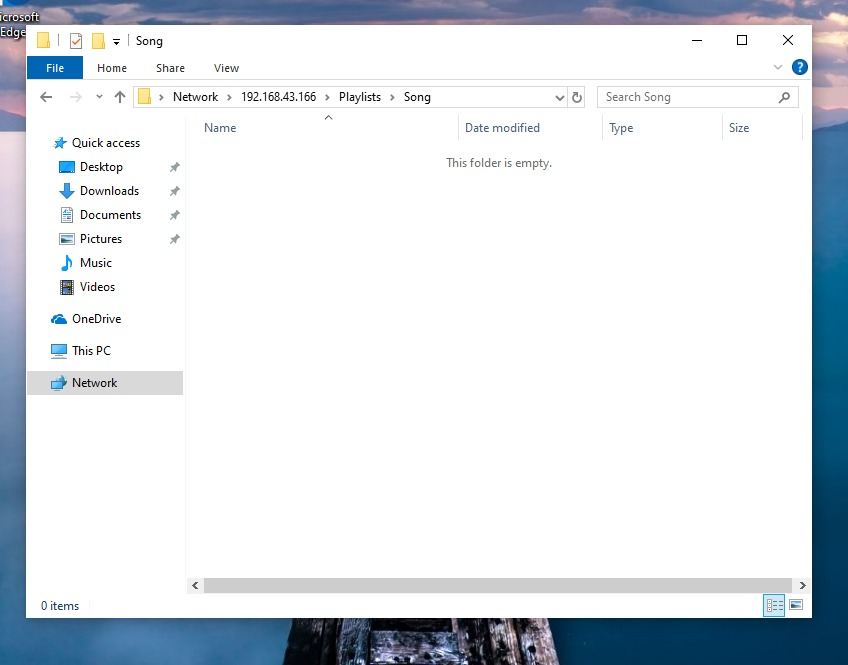 icrosoft
Edge
Song
File Home Share View
Network 192.168.43.166 Playlists Song
Search Song
Name Date modified Type Size
This folder is empty.
Quick access
Desktop
Downloads
Documents
Pictures
Music
Videos
OneDrive
This PC
Network
0 items